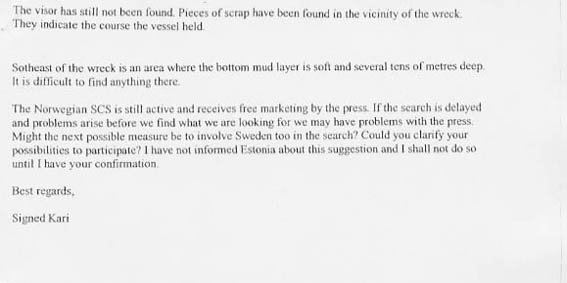 The visor has still not been found. Pieces of scrap have been found in the vicinity of the wreck.
They indicate the course the vessel held.
Sotheast of the wreck is an area where the bottom mud layer is soft and several tens of metres deep.
It is difficult to find anything there.
The Norwegian SCS is still active and receives free marketing by the press. If the search is delayed
and problems arise before we find what we are looking for we may have problems with the press.
Might the next possible measure be to involve Sweden too in the search? Could you clarify your
possibilities to participate? I have not informed Estonia about this suggestion and I shall not do so
until I have your confirmation.
Best regards,
Signed Kari